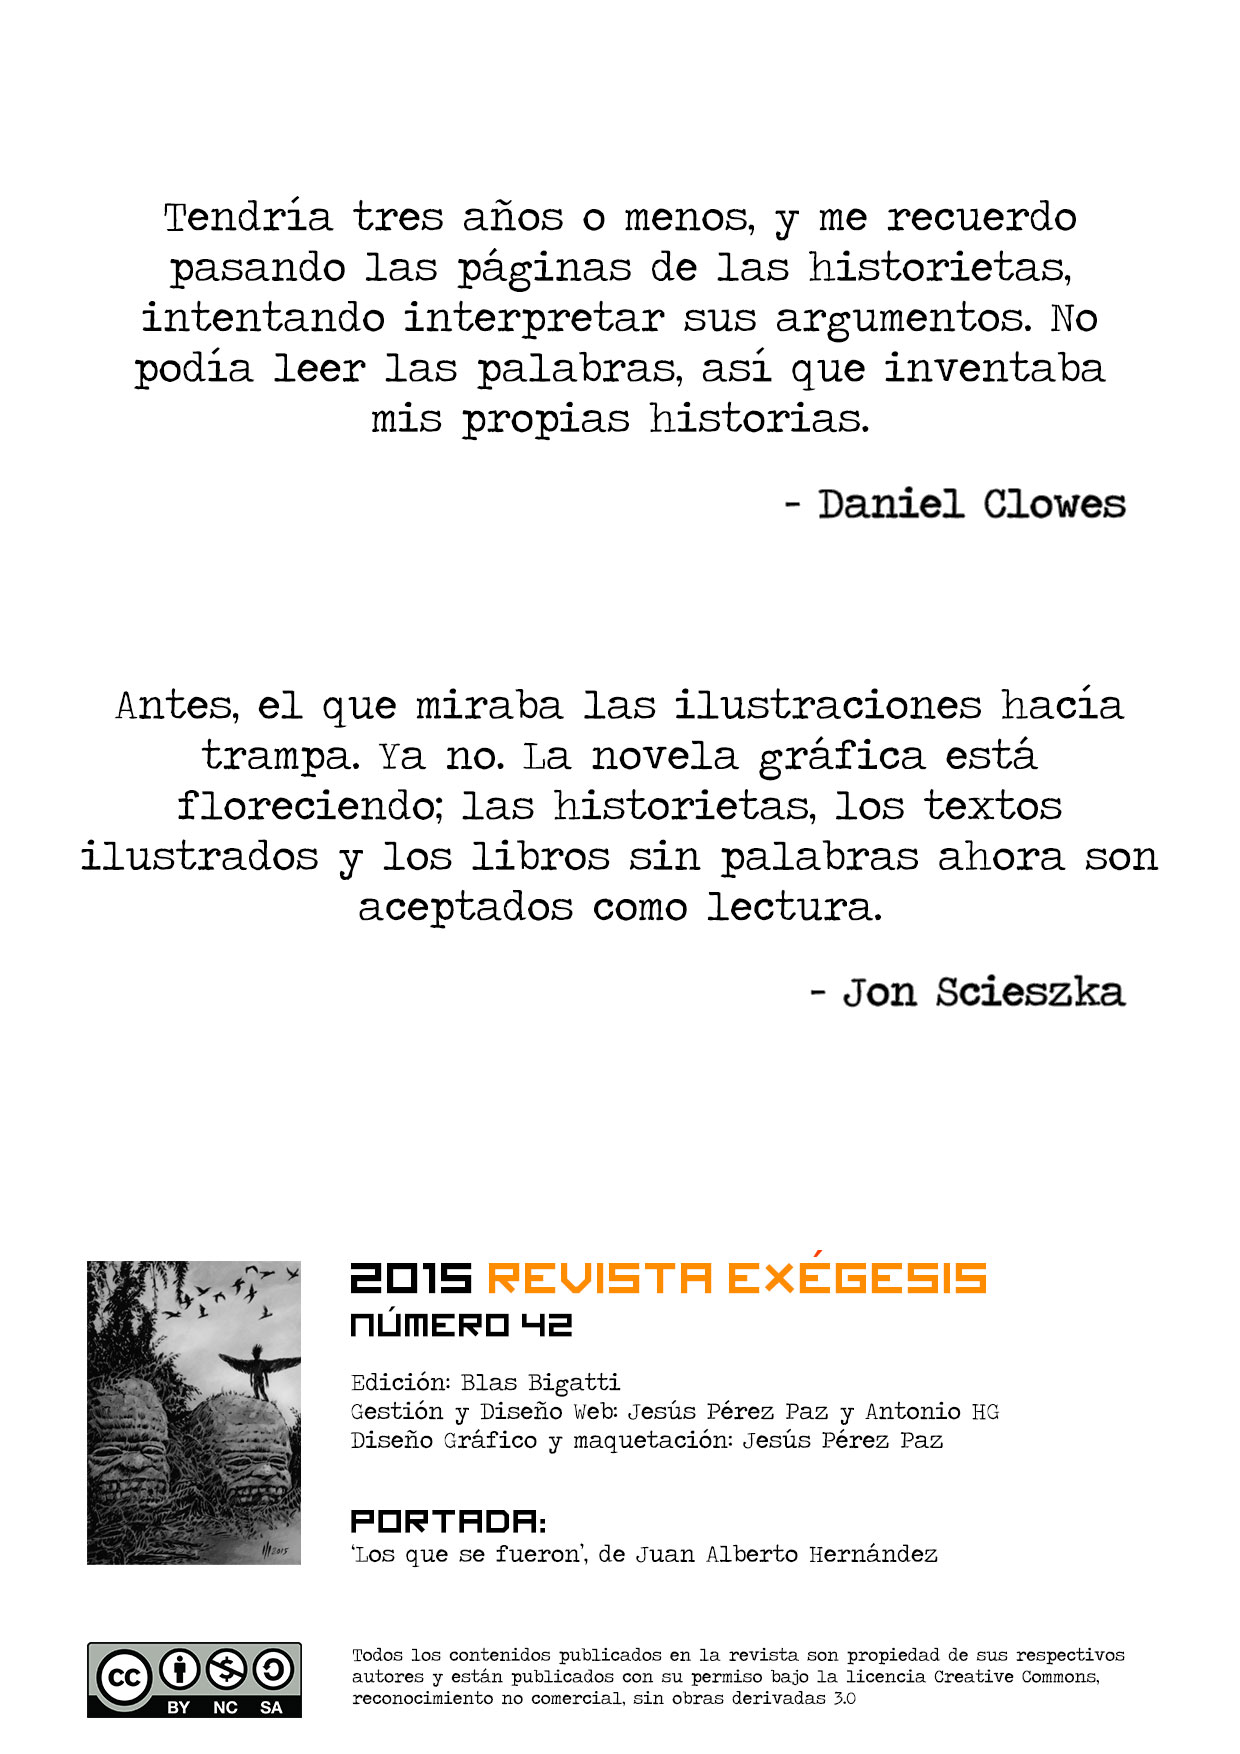 Tendría tres años o menos, y me recuerdo
pasando las páginas de las historietas,
intentando interpretar sus argumentos. No
podía leer las palabras, así que inventaba
mis propias historias.
- Daniel Clowes
Antes, el que miraba las ilustraciones hacía
trampa. Ya no. La novela gráfica está
floreciendo; las historietas, los textos
ilustrados y los libros sin palabras ahora son
aceptados como lectura.
- Jon Scieszka
2015 REVISTA EXÉGESIS
NÚMERO 42
Edición: Blas Bigatti
Gestión y Diseño Web: Jesús Pérez Paz y Antonio HG
Diseño Gráfico y maquetación: Jesús Pérez Paz
2015
PORTADA:
‘Los que se fueron’, de Juan Alberto Hernández
cc BY NC SA
Todos los contenidos publicados en la revista son propiedad de sus respectivos
autores y están publicados con su permiso bajo la licencia Creative Commons,
reconocimiento no comercial, sin obras derivadas 3.0